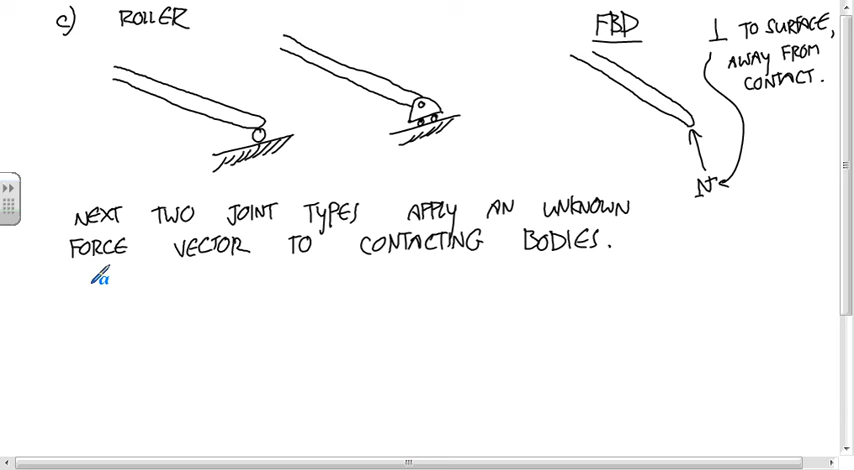 c) ROLLER
FBD
⊥ TO SURFACE,
AWAY FROM
CONTACT.
N
NEXT TWO JOINT TYPES APPLY AN UNKNOWN
FORCE VECTOR TO CONTACTING BODIES.